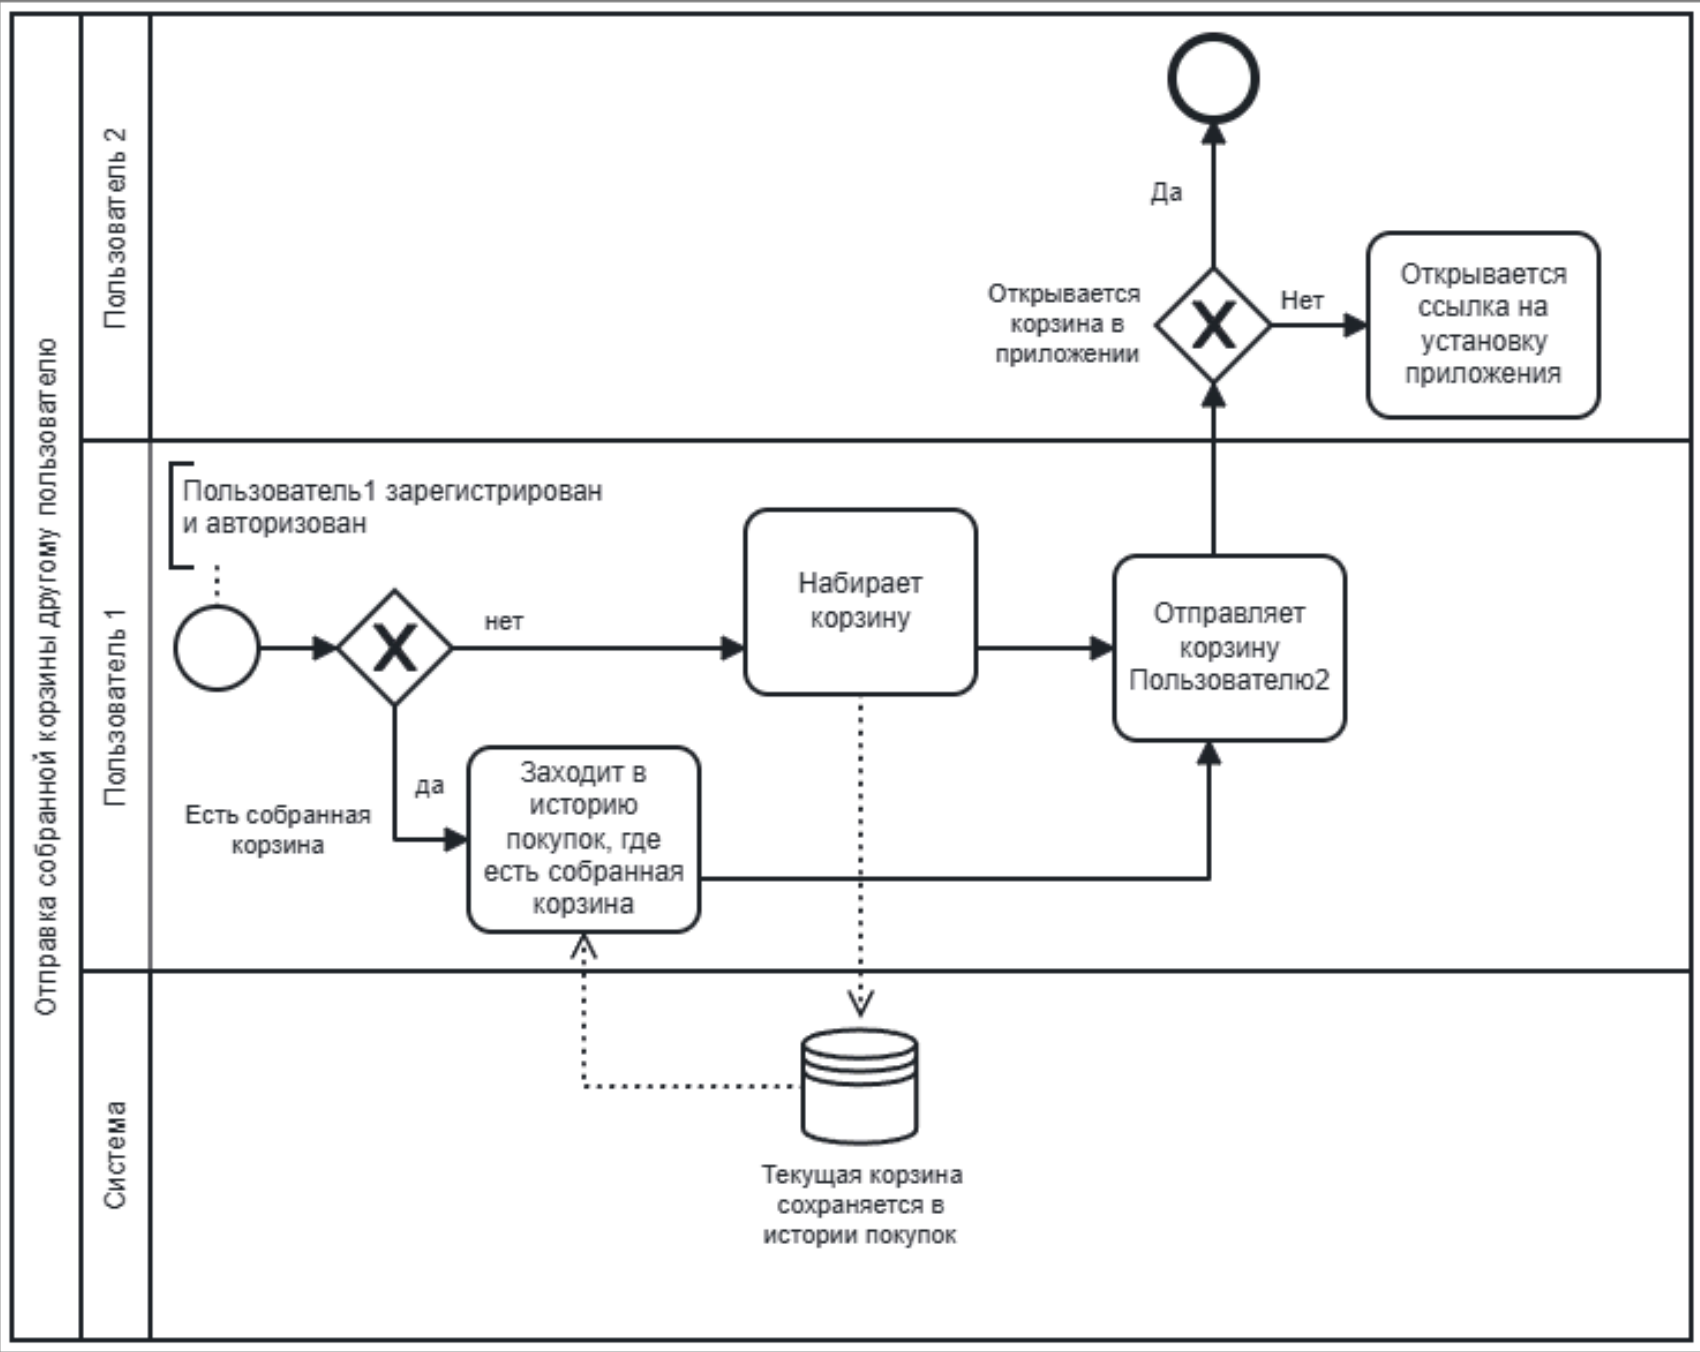 Отправка собранной корзины другому пользователю
Пользователь 2
Да
Открывается
корзина в
приложении
Нет
Открывается
ссылка на
установку
приложения
Пользователь 1
Пользователь1 зарегистрирован
и авторизован
нет
Набирает
корзину
Отправляет
корзину
Пользователю2
да
Есть собранная
корзина
Заходит в
историю
покупок, где
есть собранная
корзина
Система
Текущая корзина
сохраняется в
истории покупок